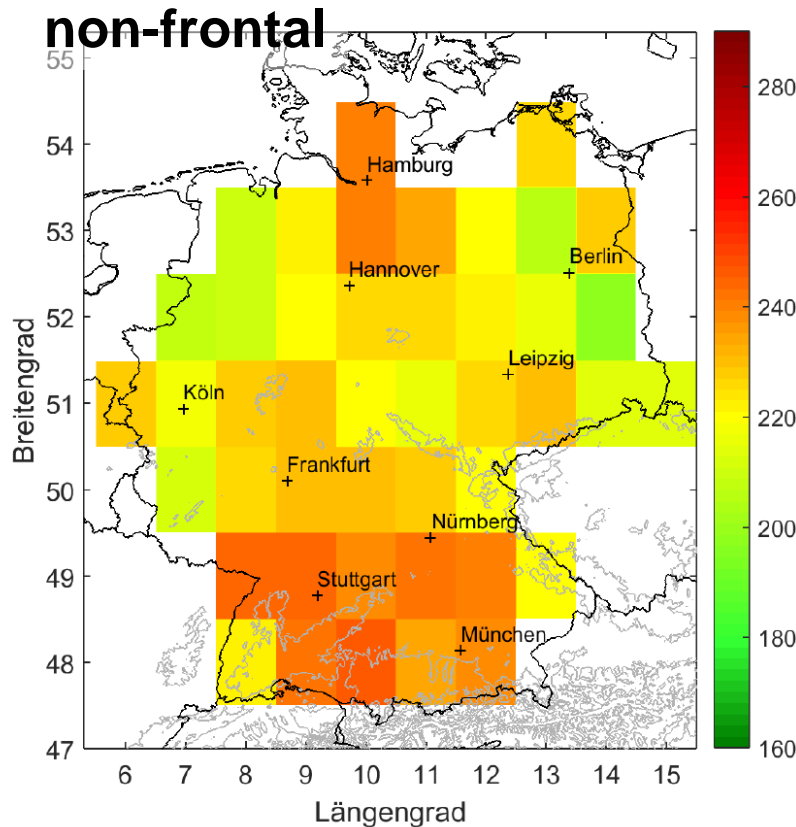 non-frontal
55
54
53
52
51
50
49
48
47
Breitengrad
Hamburg
Hannover
Berlin
Leipzig
Köln
Frankfurt
Nürnberg
Stuttgart
München
6 7 8 9 10 11 12 13 14 15
Längengrad
280
260
240
220
200
180
160